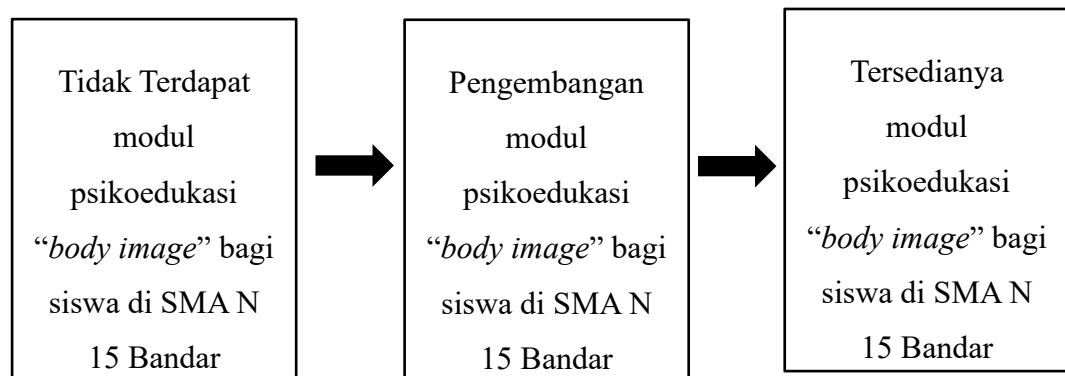 Tidak Terdapat
modul
psikoedukasi
“body image” bagi
siswa di SMA N
15 Bandar
Pengembangan
modul
psikoedukasi
“body image” bagi
siswa di SMA N
15 Bandar
Tersedianya
modul
psikoedukasi
“body image” bagi
siswa di SMA N
15 Bandar